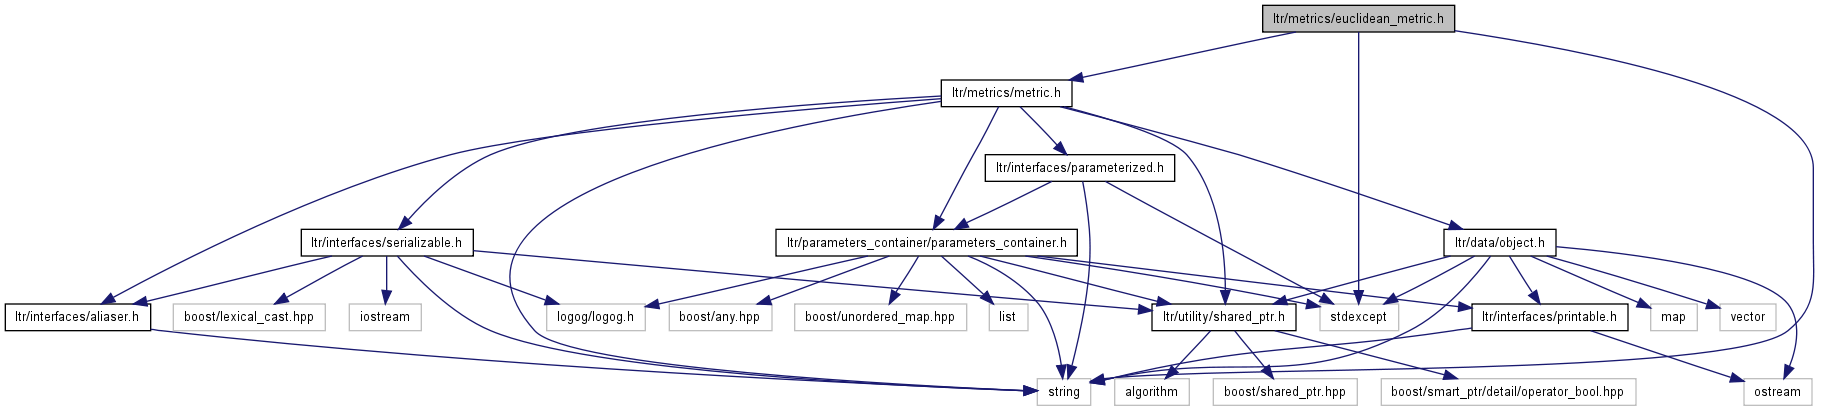 ltr/metrics/euclidean_metric.h
ltr/metrics/metric.h
ltr/interfaces/parameterized.h
ltr/interfaces/serializable.h
ltr/parameters_container/parameters_container.h
ltr/data/object.h
ltr/interfaces/aliaser.h
boost/lexical_cast.hpp
iostream
logog/logog.h
boost/any.hpp
boost/unordered_map.hpp
list
ltr/utility/shared_ptr.h
stdexcept
ltr/interfaces/printable.h
map
vector
string
algorithm
boost/shared_ptr.hpp
boost/smart_ptr/detail/operator_bool.hpp
ostream